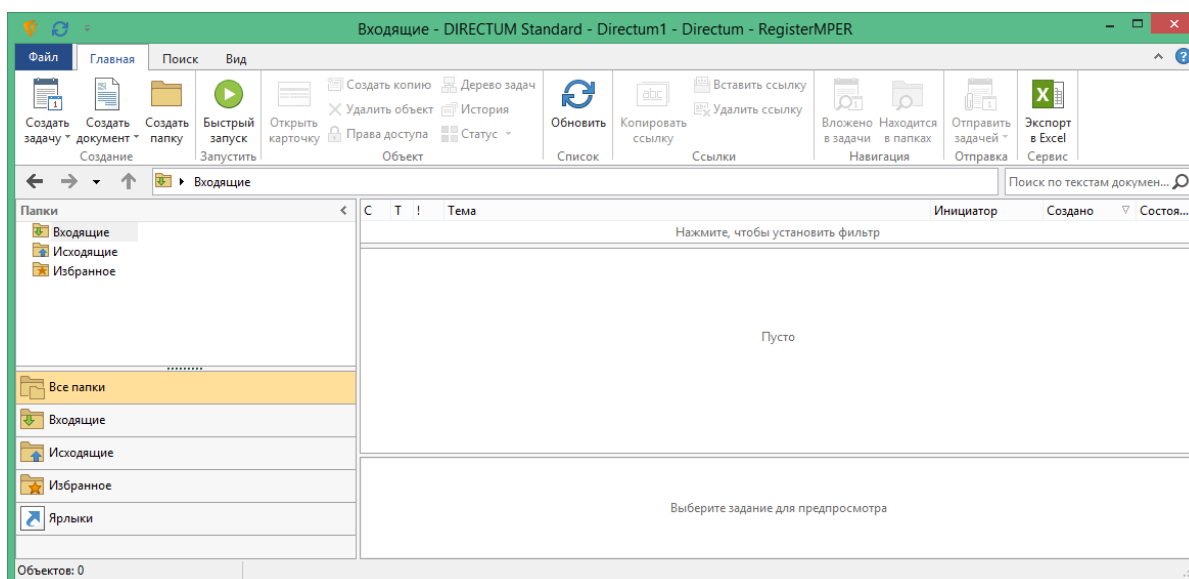 Входящие - DIRECTUM Standard - Directum1 - Directum - RegisterMPER
Файл Главная Поиск Вид
Создать задачу
Создать документ
Создать папку
Создание
Быстрый запуск
Запустить
Открыть карточку
Создать копию
Удалить объект
Права доступа
Дерево задач
История
Статус
Объект
Обновить
Список
abc
Копировать ссылку
Вставить ссылку
Удалить ссылку
Ссылки
Вложено в задачи
Находится в папках
Навигация
Отправить задачей
Отправка
Экспорт в Excel
Сервис
Входящие
Поиск по текстам докумен...
Папки
Входящие
Исходящие
Избранное
Все папки
Входящие
Исходящие
Избранное
Ярлыки
С Т ! Тема Инициатор Создано Состоя...
Нажмите, чтобы установить фильтр
Пусто
Выберите задание для предпросмотра
Объектов: 0